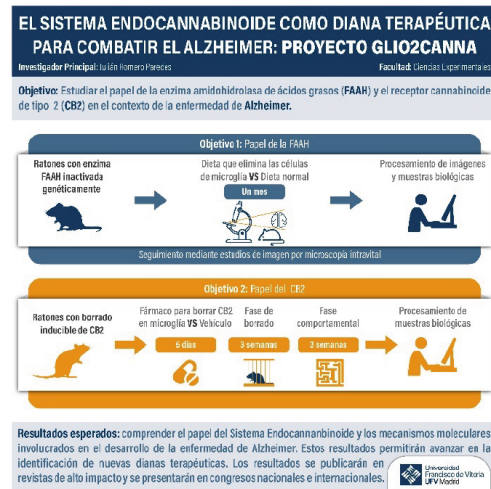 EL SISTEMA ENDOCANNABINOIDE COMO DIANA TERAPÉUTICA
PARA COMBATIR EL ALZHEIMER: PROYECTO GLIO2CANNA
Investigador Principal: Julián Romero Paredes
Facultad: Ciencias Experimentales
Objetivo: Estudiar el papel de la enzima amidohidrolasa de ácidos grasos (FAAH) y el receptor cannabinoide
de tipo 2 (CB2) en el contexto de la enfermedad de Alzheimer.
Objetivo 1: Papel de la FAAH
Ratones con enzima
FAAH inactivada
genéticamente
Dieta que elimina las células
de microglía VS Dieta normal
Un mes
Procesamiento de imágenes
y muestras biológicas
Seguimiento mediante estudios de imagen por microscopía intravital
Objetivo 2: Papel del CB2
Ratones con borrado
inducible de CB2
Fármaco para borrar CB2
en microglía VS Vehículo
5 días
Fase de
borrado
3 semanas
Fase
comportamental
2 semanas
Procesamiento de
muestras biológicas
Resultados esperados: comprender el papel del Sistema Endocannanbinoide y los mecanismos moleculares
involucrados en el desarrollo de la enfermedad de Alzheimer. Estos resultados permitirán avanzar en la
identificación de nuevas dianas terapéuticas. Los resultados se publicarán en
revistas de alto impacto y se presentarán en congresos nacionales e internacionales.
Universidad
Francisco de Vitoria
UFV Madrid